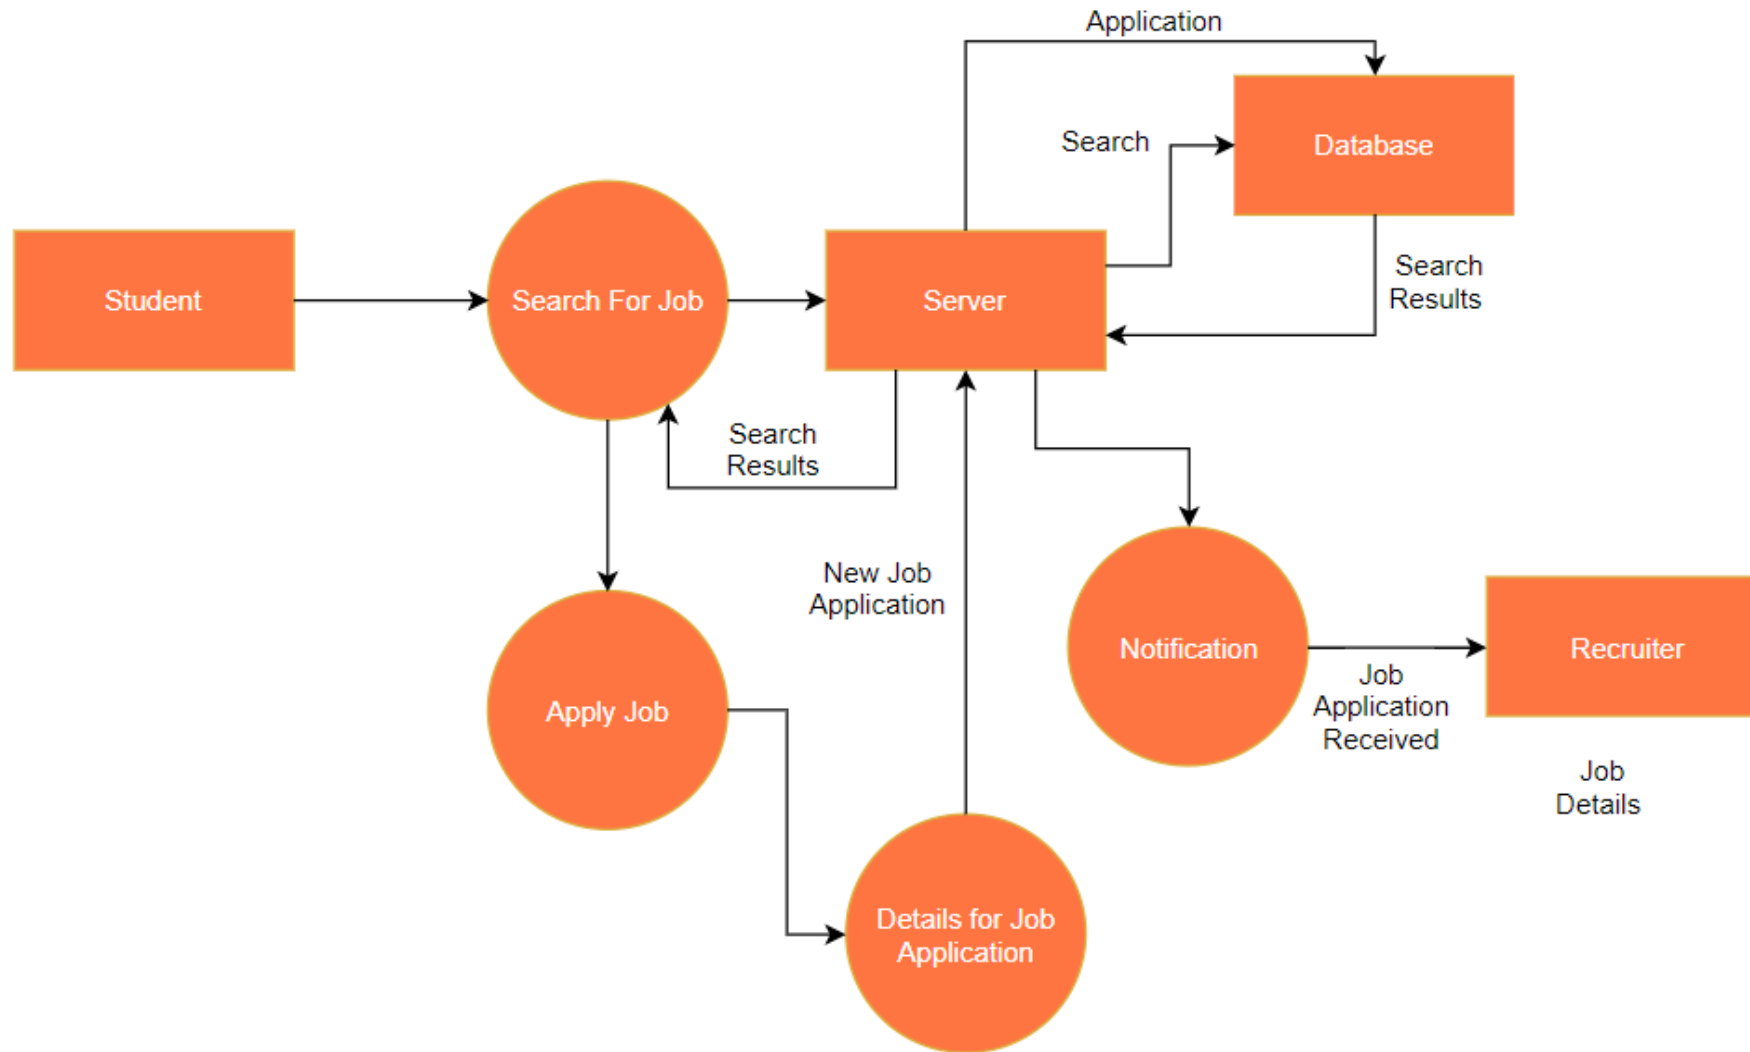 Application
Search
Database
Student
Search For Job
Server
Search
Results
Search
Results
New Job
Application
Notification
Recruiter
Job
Application
Received
Apply Job
Job
Details
Details for Job
Application